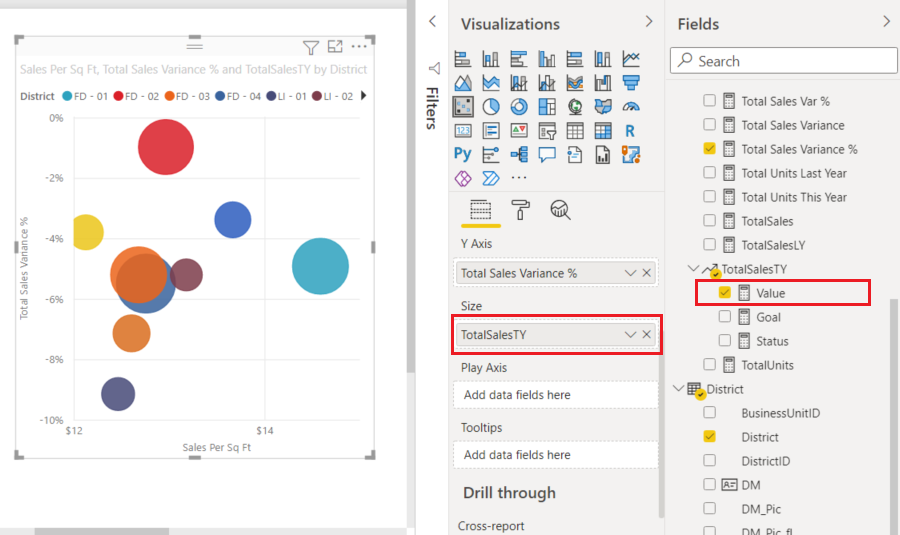 Sales Per Sq Ft, Total Sales Variance % and TotalSalesTY by District
District FD - 01 FD - 02 FD - 03 FD - 04 LI - 01 LI - 02
0%
-2%
-4%
-6%
-8%
-10%
Total Sales Variance %
$12 $14
Sales Per Sq Ft
Filters
Visualizations
123
R
Py
Y Axis
Total Sales Variance %
Size
TotalSalesTY
Play Axis
Add data fields here
Tooltips
Add data fields here
Drill through
Cross-report
Fields
Search
Total Sales Var %
Total Sales Variance
Total Sales Variance %
Total Units Last Year
Total Units This Year
TotalSales
TotalSalesLY
TotalSalesTY
Value
Goal
Status
TotalUnits
District
BusinessUnitID
District
DistrictID
DM
DM_Pic
DM_Pic_fl